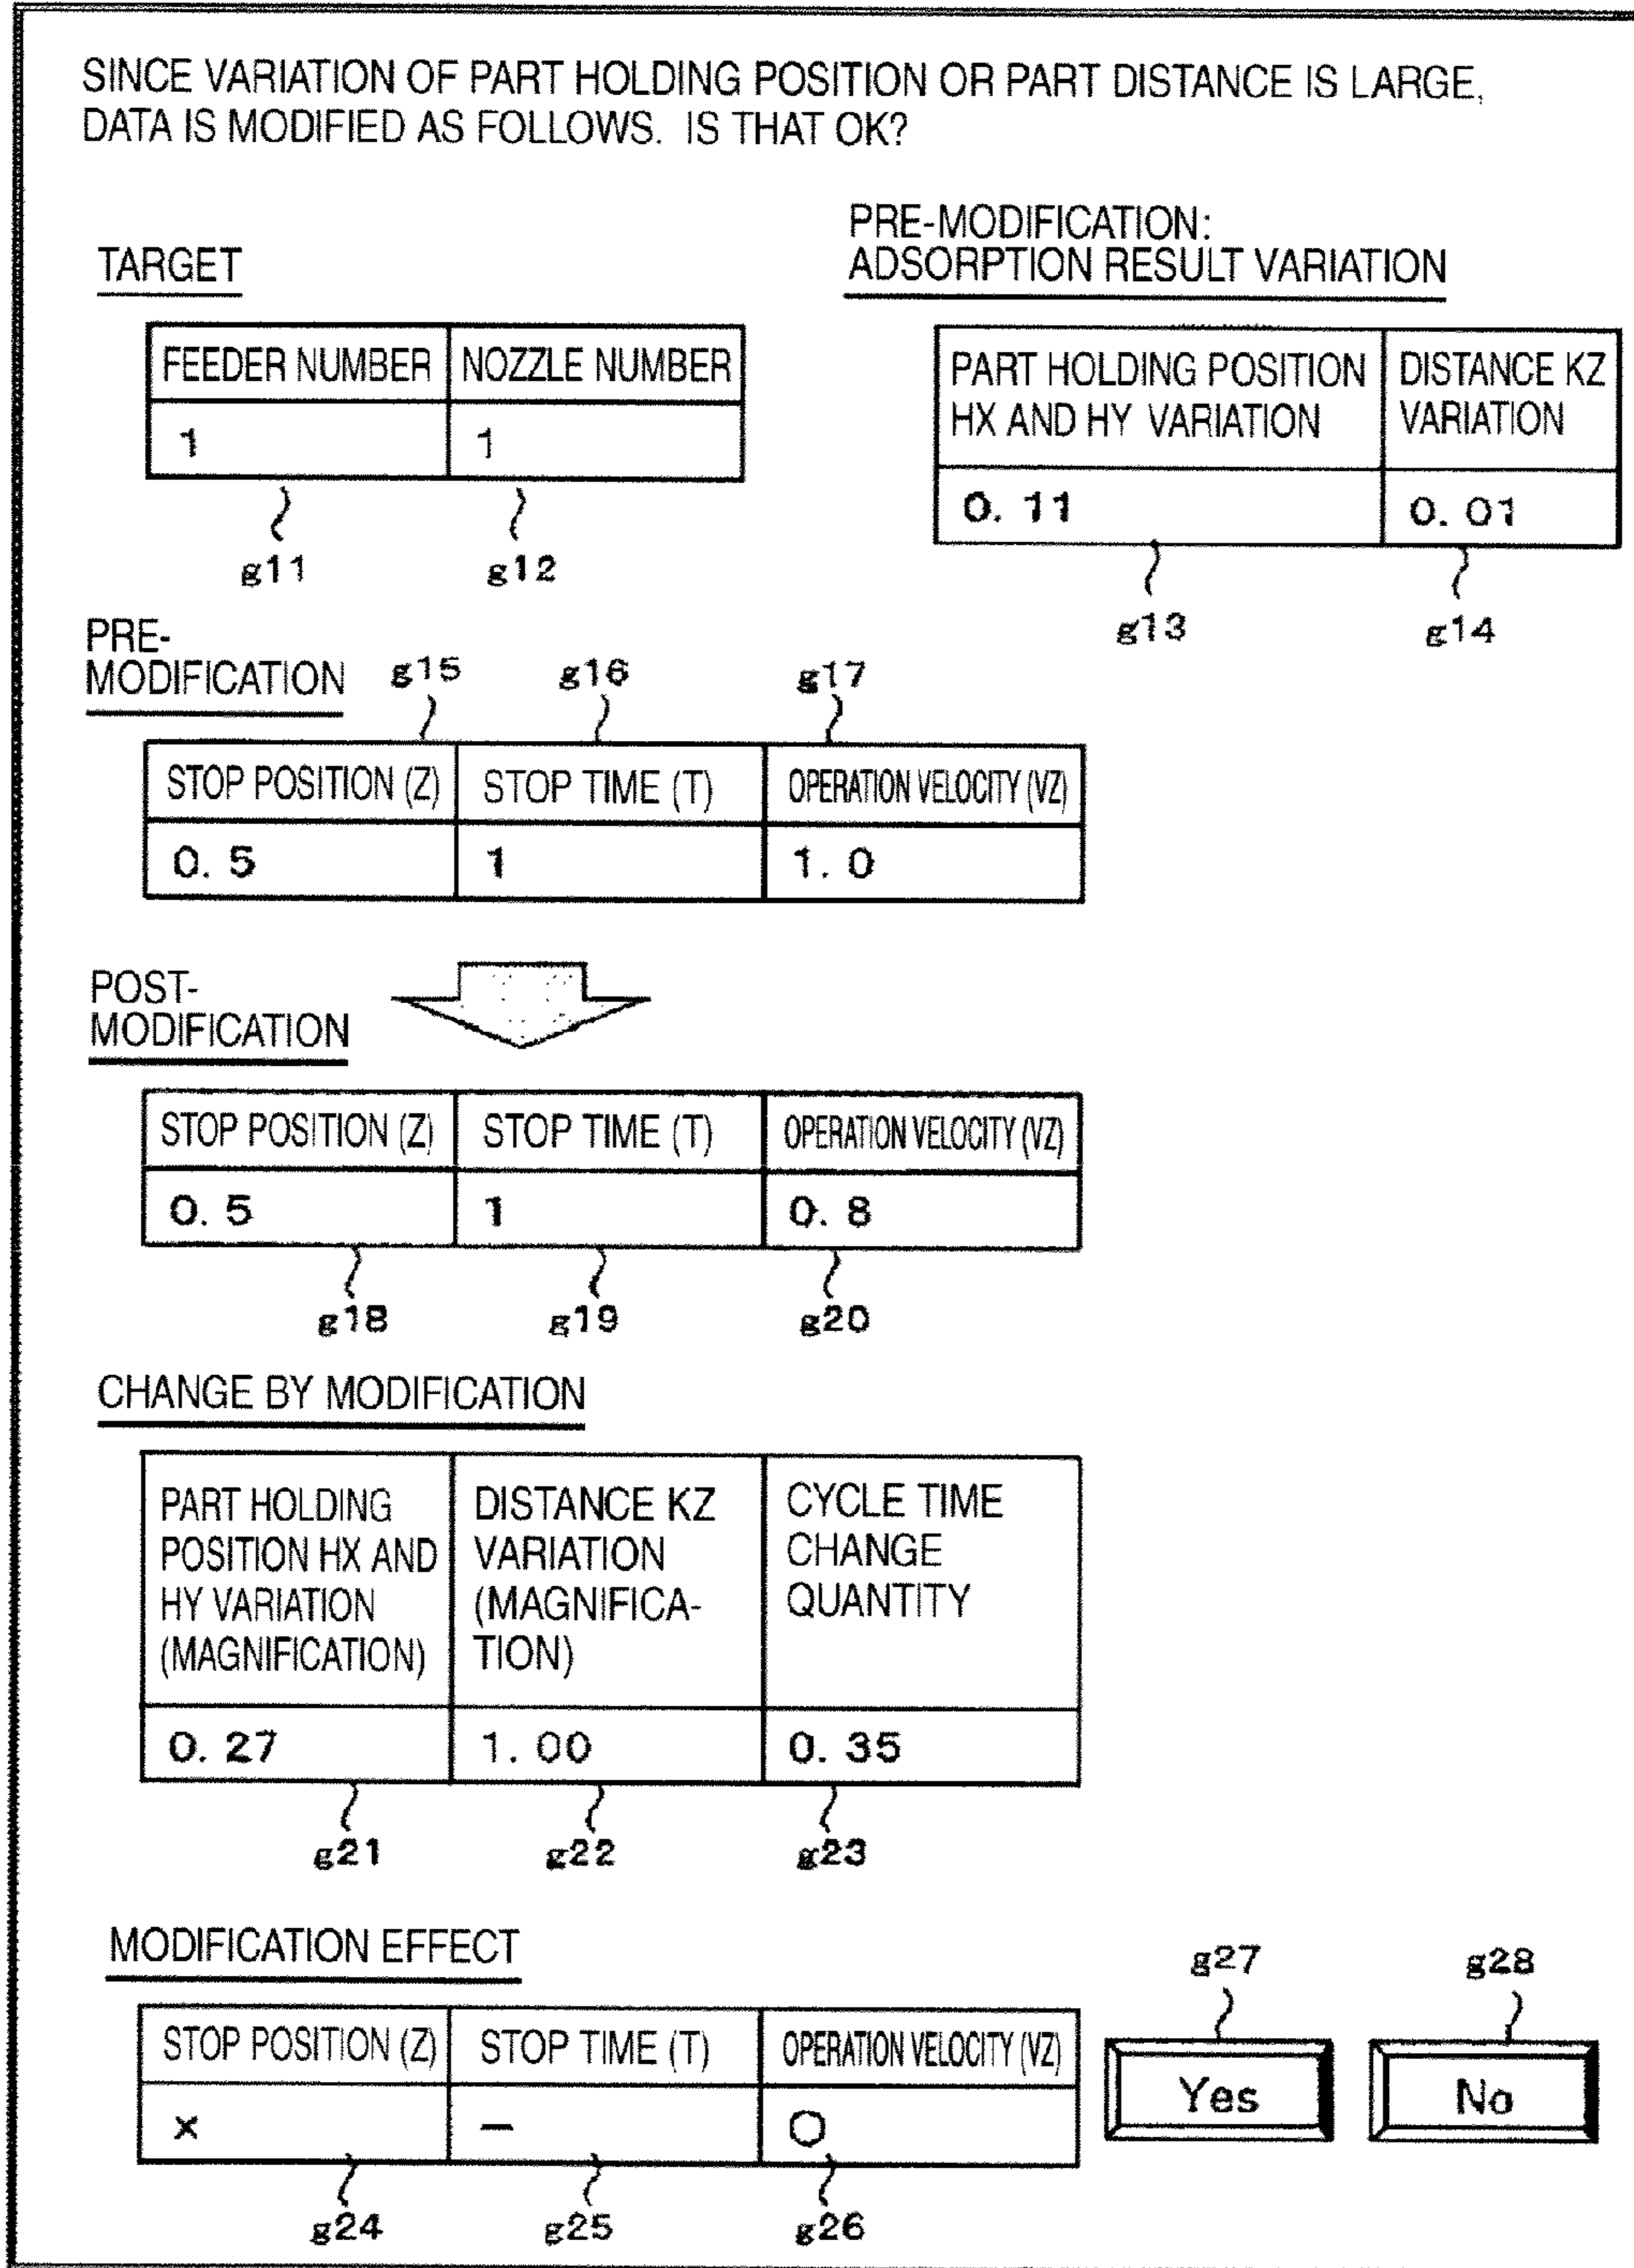 SINCE VARIATION OF PART HOLDING POSITION OR PART DISTANCE IS LARGE,
DATA IS MODIFIED AS FOLLOWS. IS THAT OK?
TARGET
FEEDER NUMBER NOZZLE NUMBER
1 1
g11 g12
PRE-MODIFICATION:
ADSORPTION RESULT VARIATION
PART HOLDING POSITION
HX AND HY VARIATION
DISTANCE KZ
VARIATION
0.11 0.01
g13 g14
PRE-
MODIFICATION
g15 g16 g17
STOP POSITION (Z) STOP TIME (T) OPERATION VELOCITY (VZ)
0.5 1 1.0
POST-
MODIFICATION
STOP POSITION (Z) STOP TIME (T) OPERATION VELOCITY (VZ)
0.5 1 0.8
g18 g19 g20
CHANGE BY MODIFICATION
PART HOLDING
POSITION HX AND
HY VARIATION
(MAGNIFICATION)
DISTANCE KZ
VARIATION
(MAGNIFICA-
TION)
CYCLE TIME
CHANGE
QUANTITY
0.27 1.00 0.35
g21 g22 g23
MODIFICATION EFFECT
STOP POSITION (Z) STOP TIME (T) OPERATION VELOCITY (VZ)
× − ○
g24 g25 g26
g27 g28
Yes No